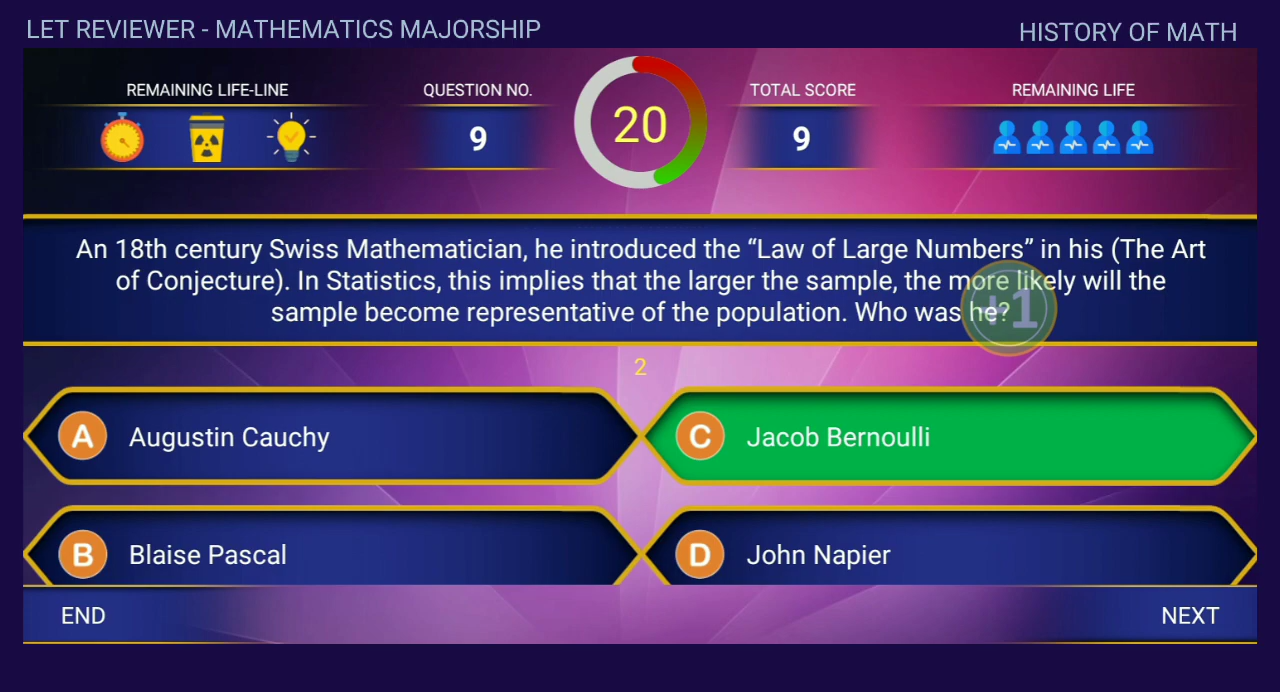 LET REVIEWER - MATHEMATICS MAJORSHIP
HISTORY OF MATH
REMAINING LIFE-LINE
QUESTION NO.
20
TOTAL SCORE
REMAINING LIFE
9
9
An 18th century Swiss Mathematician, he introduced the “Law of Large Numbers” in his (The Art
of Conjecture). In Statistics, this implies that the larger the sample, the more likely will the
sample become representative of the population. Who was he?
+1
2
A Augustin Cauchy
C Jacob Bernoulli
B Blaise Pascal
D John Napier
END
NEXT